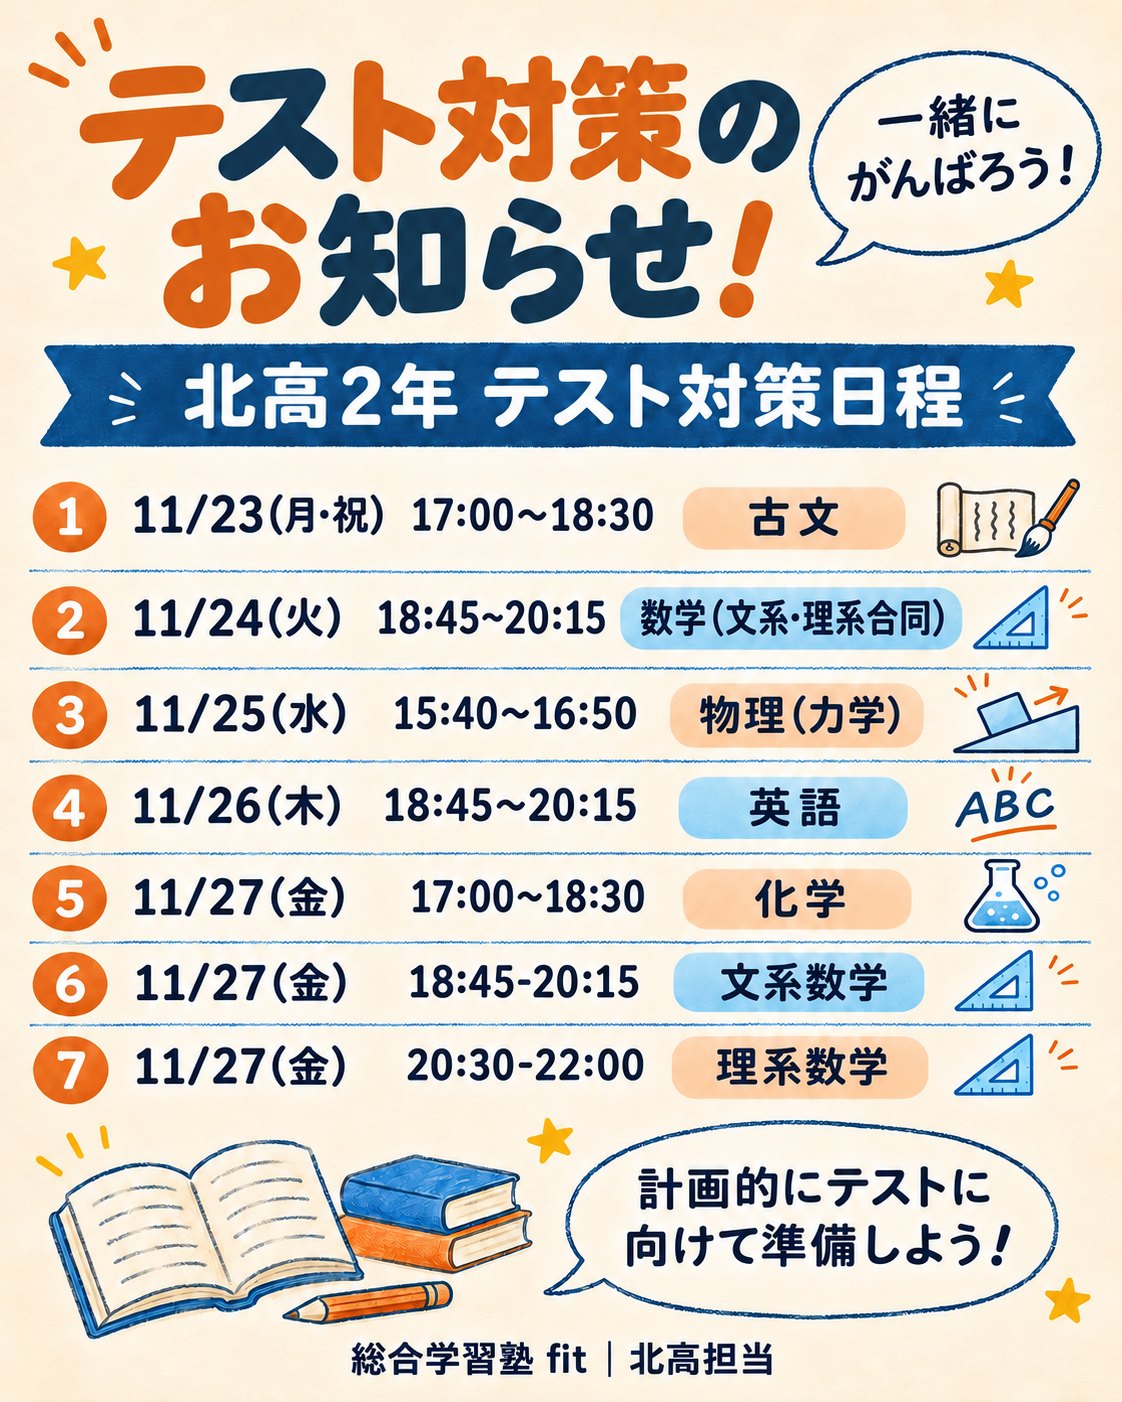 テスト対策の
お知らせ!
一緒に
がんばろう!
北高2年 テスト対策日程
1 11/23(月・祝) 17:00〜18:30 古文
2 11/24(火) 18:45~20:15 数学(文系・理系合同)
3 11/25(水) 15:40〜16:50 物理(力学)
4 11/26(木) 18:45〜20:15 英語
ABC
5 11/27(金) 17:00~18:30 化学
6 11/27(金) 18:45-20:15 文系数学
7 11/27(金) 20:30-22:00 理系数学
計画的にテストに
向けて準備しよう!
総合学習塾 fit｜北高担当